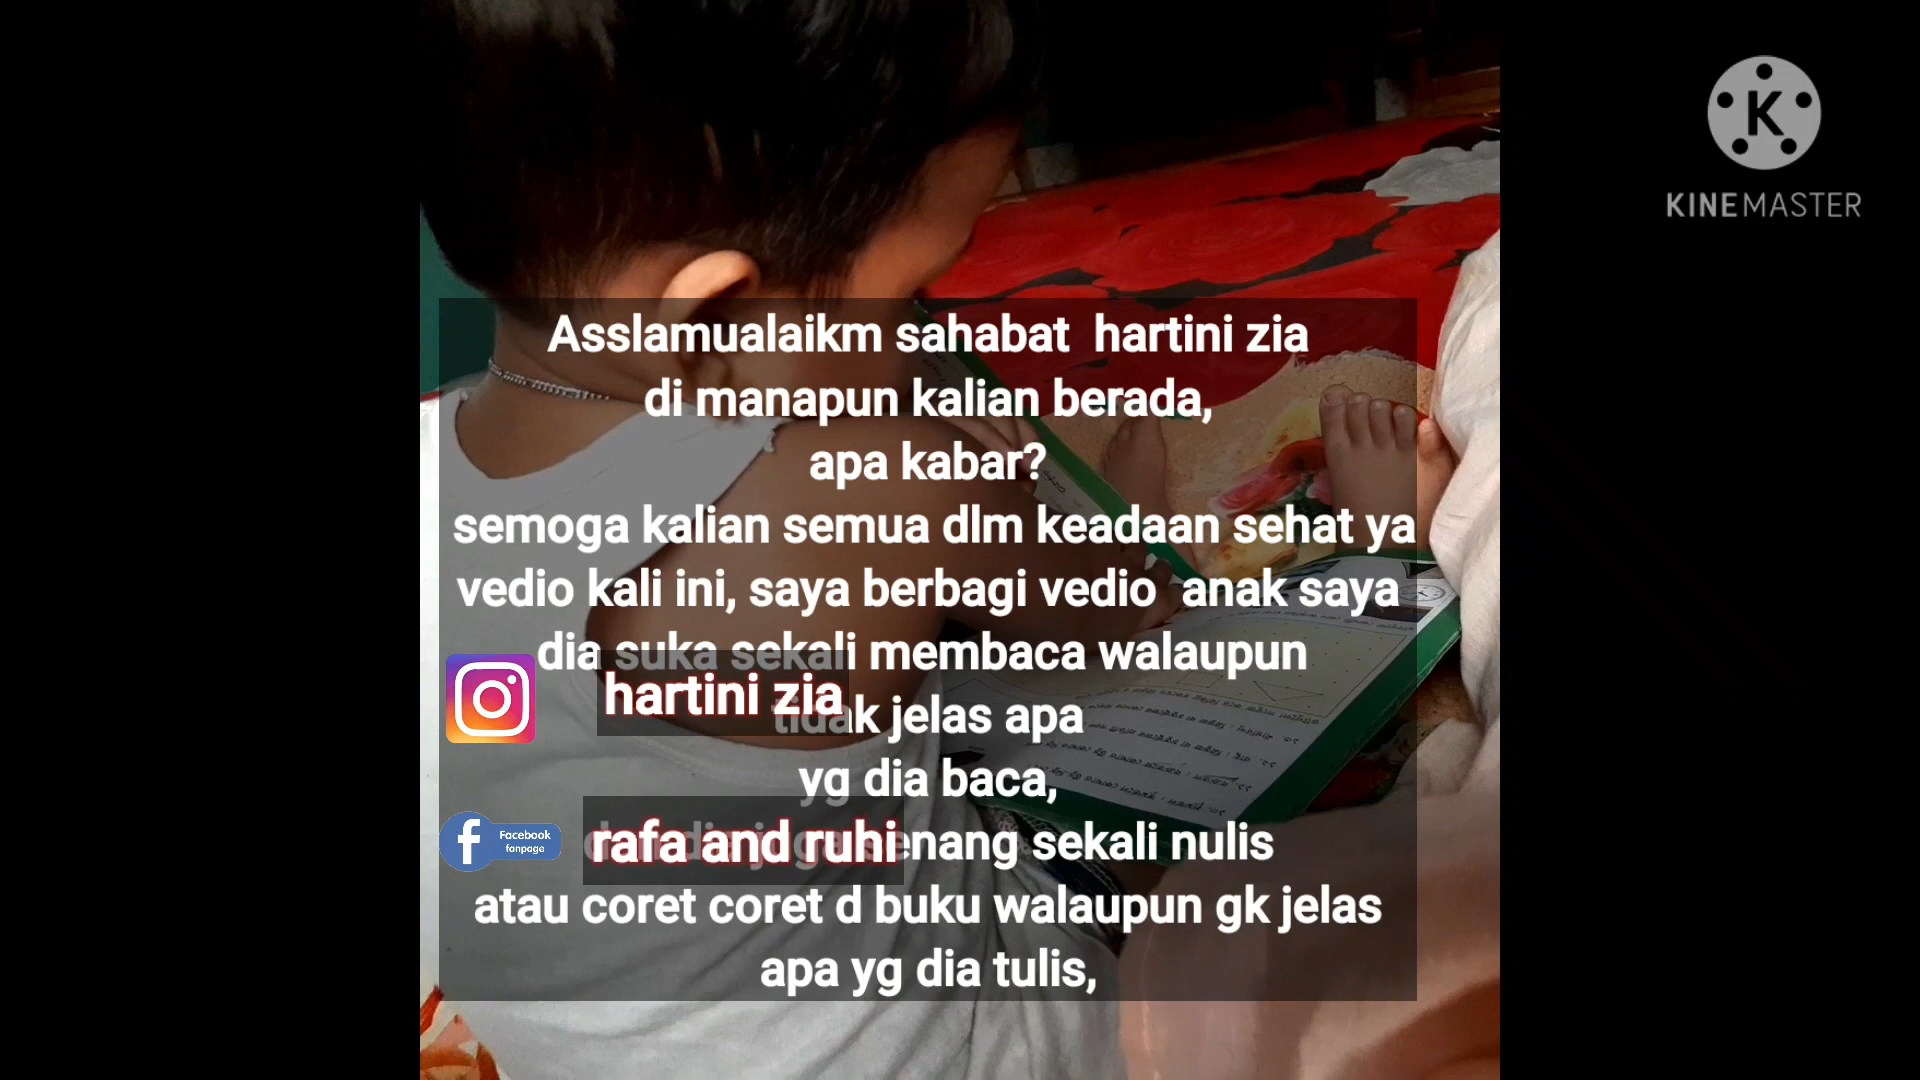 KINEMASTER
Asslamualaikm sahabat hartini zia
di manapun kalian berada,
apa kabar?
semoga kalian semua dlm keadaan sehat ya
vedio kali ini, saya berbagi vedio anak saya
dia suka sekali membaca walaupun
tidak jelas apa
yg dia baca,
senang sekali nulis
atau coret coret d buku walaupun gk jelas
apa yg dia tulis,
hartini zia
Facebook
fanpage
rafa and ruhi